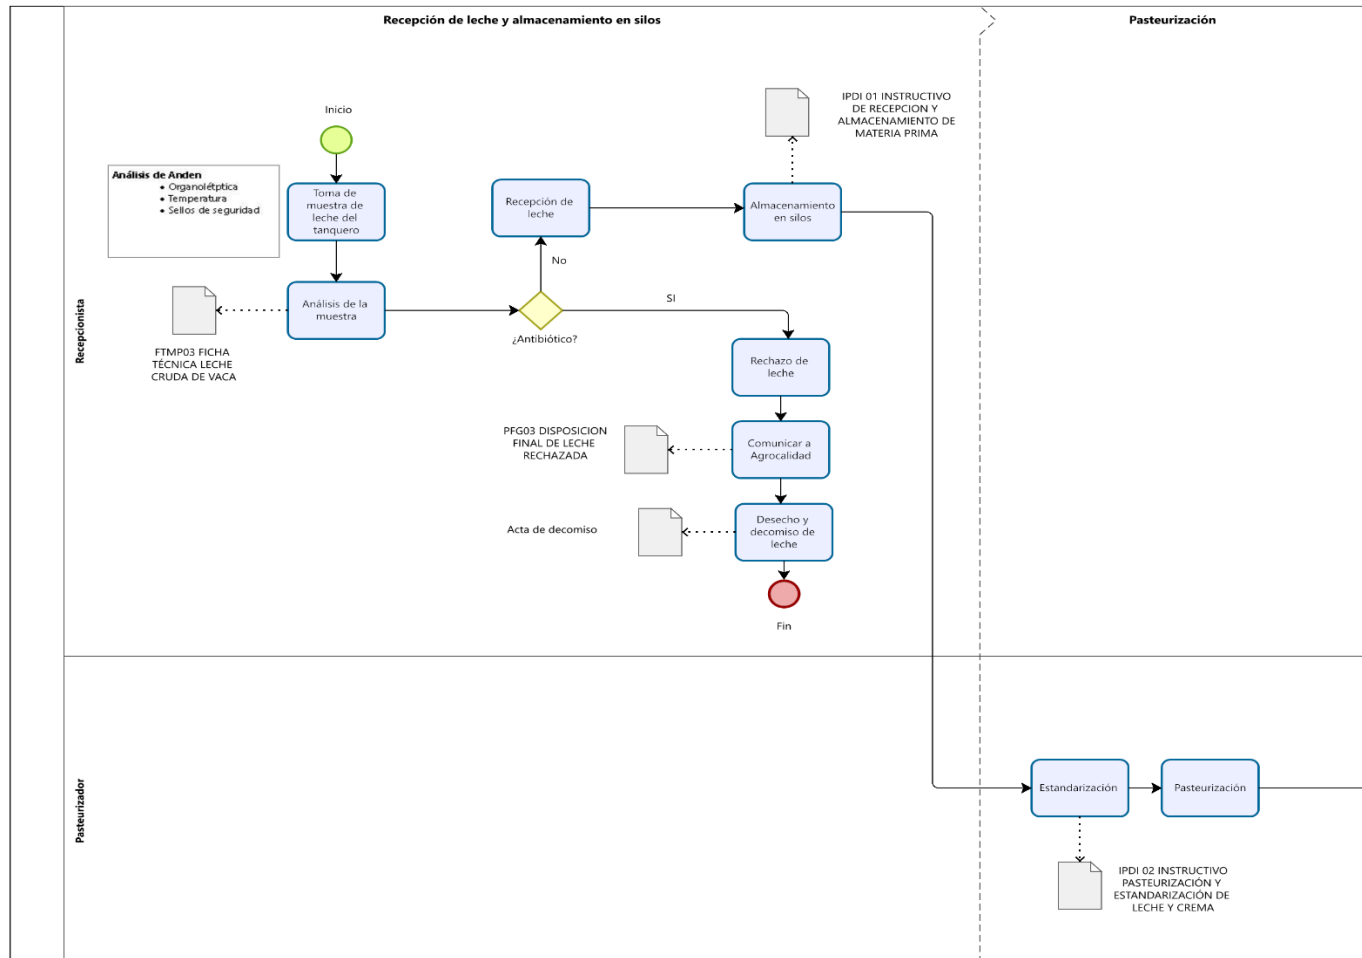 Recepción de leche y almacenamiento en silos
Pasteurización
Recepcionista
Inicio
Análisis de Anden
• Organolétptica
• Temperatura
• Sellos de seguridad
Toma de
muestra de
leche del
tanquero
Análisis de la
muestra
FTMP03 FICHA
TÉCNICA LECHE
CRUDA DE VACA
¿Antibiótico?
No
Recepción de
leche
Almacenamiento
en silos
IPDI 01 INSTRUCTIVO
DE RECEPCION Y
ALMACENAMIENTO DE
MATERIA PRIMA
SI
Rechazo de
leche
Comunicar a
Agrocalidad
PFG03 DISPOSICION
FINAL DE LECHE
RECHAZADA
Desecho y
decomiso de
leche
Acta de decomiso
Fin
Pasteurizador
Estandarización
Pasteurización
IPDI 02 INSTRUCTIVO
PASTEURIZACIÓN Y
ESTANDARIZACIÓN DE
LECHE Y CREMA